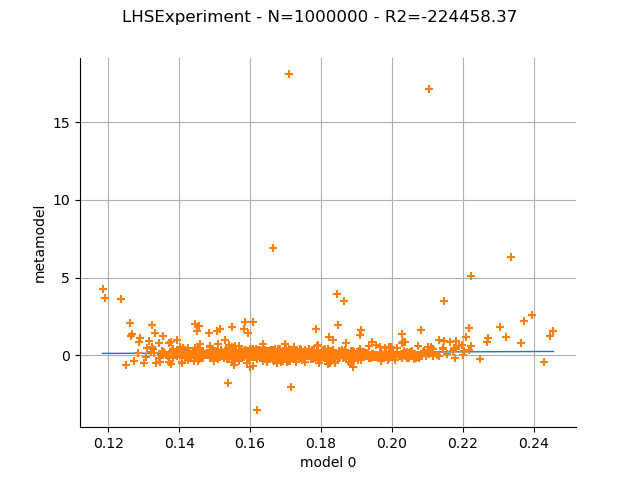 LHSExperiment - N=1000000 - R2=-224458.37
15
10
5
0
metamodel
0.12 0.14 0.16 0.18 0.20 0.22 0.24
model 0